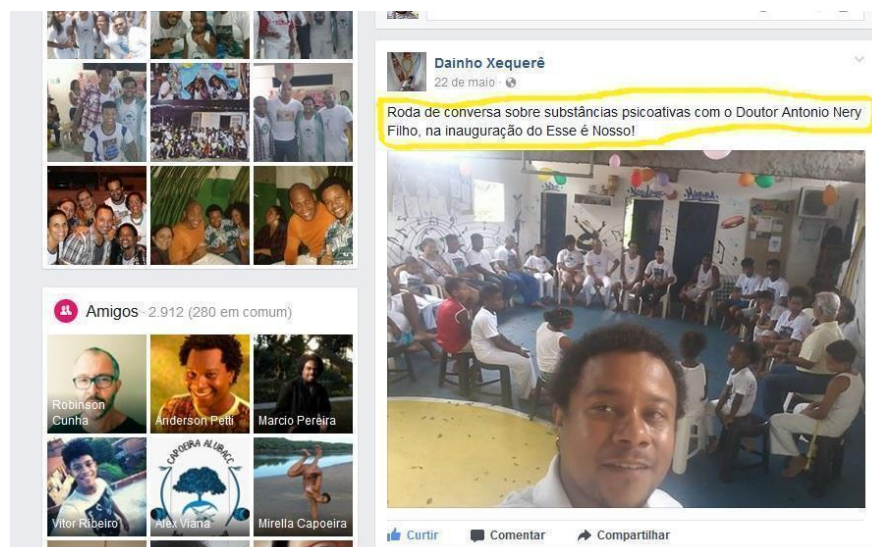 Dainho Xequerê
22 de maio
Roda de conversa sobre substâncias psicoativas com o Doutor Antonio Nery
Filho, na inauguração do Esse é Nosso!
Amigos · 2.912 (280 em comum)
Robinson
Cunha
Anderson Petti
Marcio Pereira
CAPOEIRA ALUBACC
Vitor Ribeiro
Alex Viana
Mirella Capoeira
Curtir
Comentar
Compartilhar